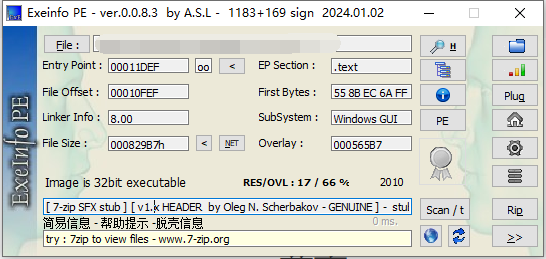 Exeinfo PE - ver.0.0.8.3 by A.S.L - 1183+169 sign 2024.01.02
File :
H
Entry Point : 00011DEF oo < EP Section : .text
File Offset : 00010FEF First Bytes : 55 8B EC 6A FF
Plug
Linker Info : 8.00 SubSystem : Windows GUI
PE
File Size : 000829B7h < NET Overlay : 000565B7
ExeInfo PE
Image is 32bit executable RES/OVL : 17 / 66 % 2010
[ 7-zip SFX stub ] [ v1.x HEADER by Oleg N. Scherbakov - GENUINE ] - stul
Scan / t
Rip
简易信息 - 帮助提示 - 脱壳信息 0 ms.
try : 7zip to view files - www.7-zip.org
>>